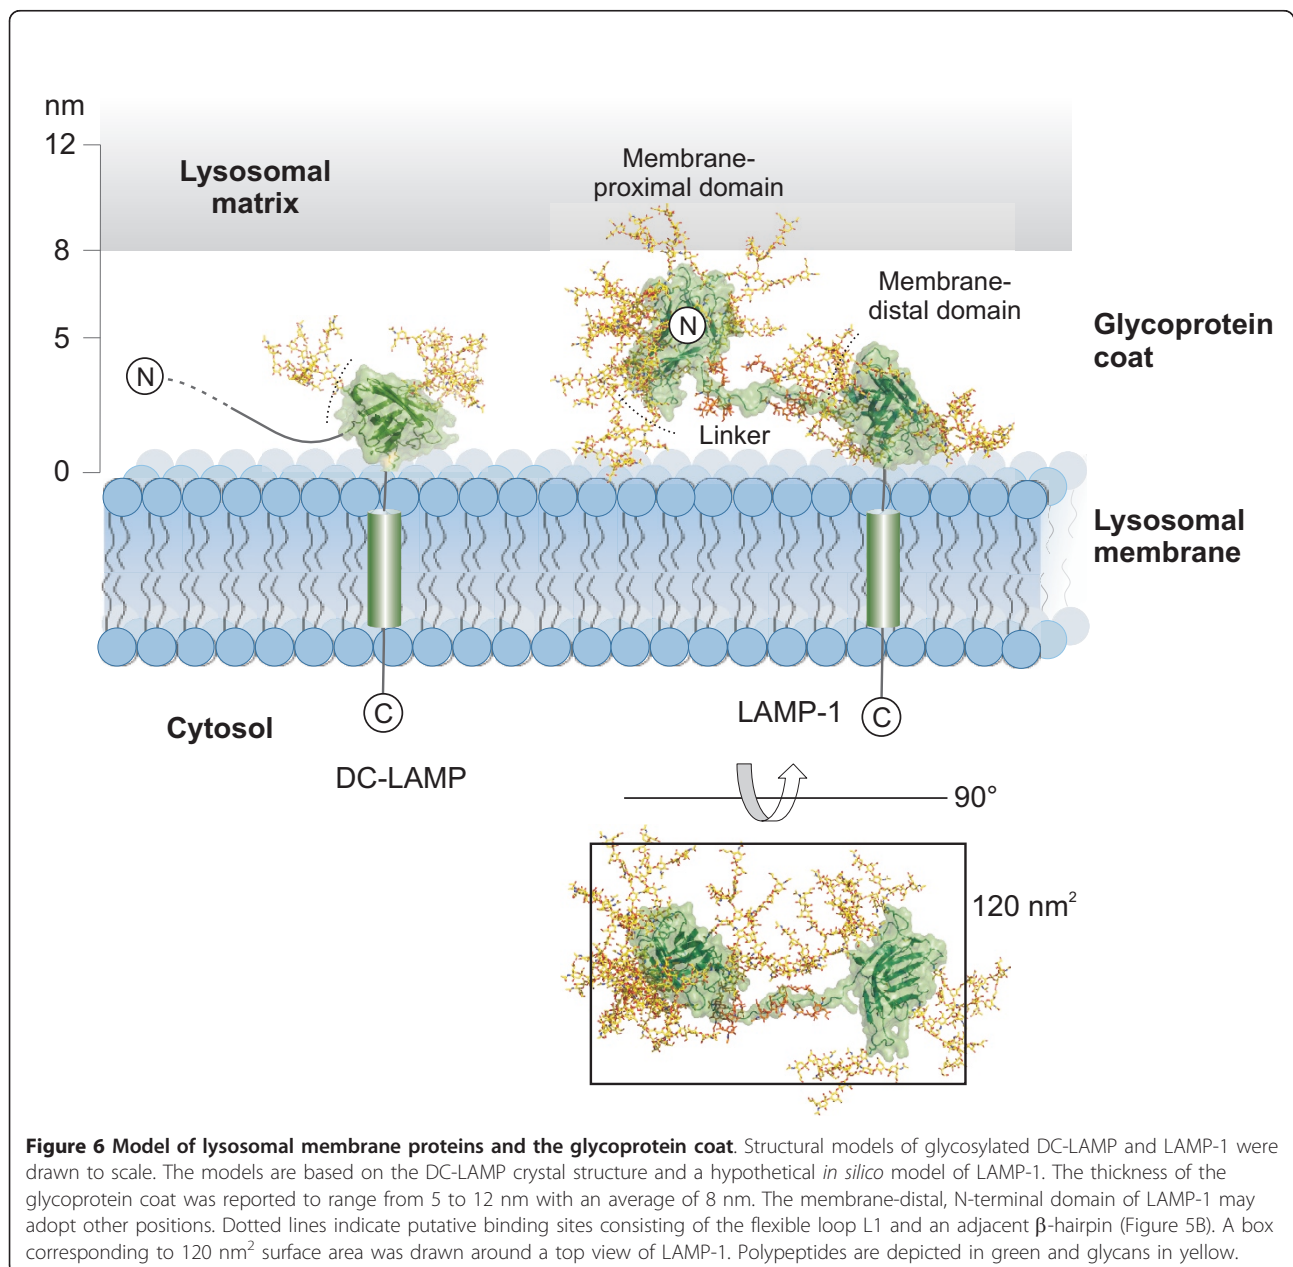 nm
12
8
5
0
Lysosomal
matrix
Membrane-
proximal domain
Membrane-
distal domain
Glycoprotein
coat
N
N
Linker
Lysosomal
membrane
Cytosol
C
DC-LAMP
LAMP-1
C
90°
120 nm²
Figure 6 Model of lysosomal membrane proteins and the glycoprotein coat. Structural models of glycosylated DC-LAMP and LAMP-1 were
drawn to scale. The models are based on the DC-LAMP crystal structure and a hypothetical in silico model of LAMP-1. The thickness of the
glycoprotein coat was reported to range from 5 to 12 nm with an average of 8 nm. The membrane-distal, N-terminal domain of LAMP-1 may
adopt other positions. Dotted lines indicate putative binding sites consisting of the flexible loop L1 and an adjacent β-hairpin (Figure 5B). A box
corresponding to 120 nm² surface area was drawn around a top view of LAMP-1. Polypeptides are depicted in green and glycans in yellow.